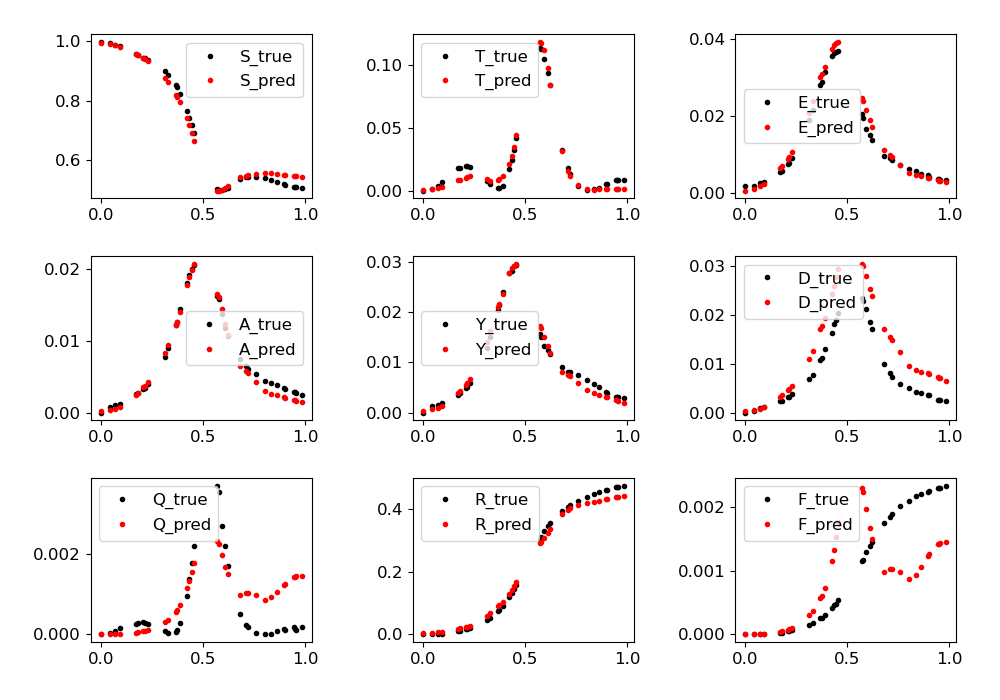 1.0
0.8
0.6
0.0 0.5 1.0
S_true
S_pred
0.10
0.05
0.00
0.0 0.5 1.0
T_true
T_pred
0.04
0.02
0.00
0.0 0.5 1.0
E_true
E_pred
0.02
0.01
0.00
0.0 0.5 1.0
A_true
A_pred
0.03
0.02
0.01
0.00
0.0 0.5 1.0
Y_true
Y_pred
0.03
0.02
0.01
0.00
0.0 0.5 1.0
D_true
D_pred
0.002
0.000
0.0 0.5 1.0
Q_true
Q_pred
0.4
0.2
0.0
0.0 0.5 1.0
R_true
R_pred
0.002
0.001
0.000
0.0 0.5 1.0
F_true
F_pred